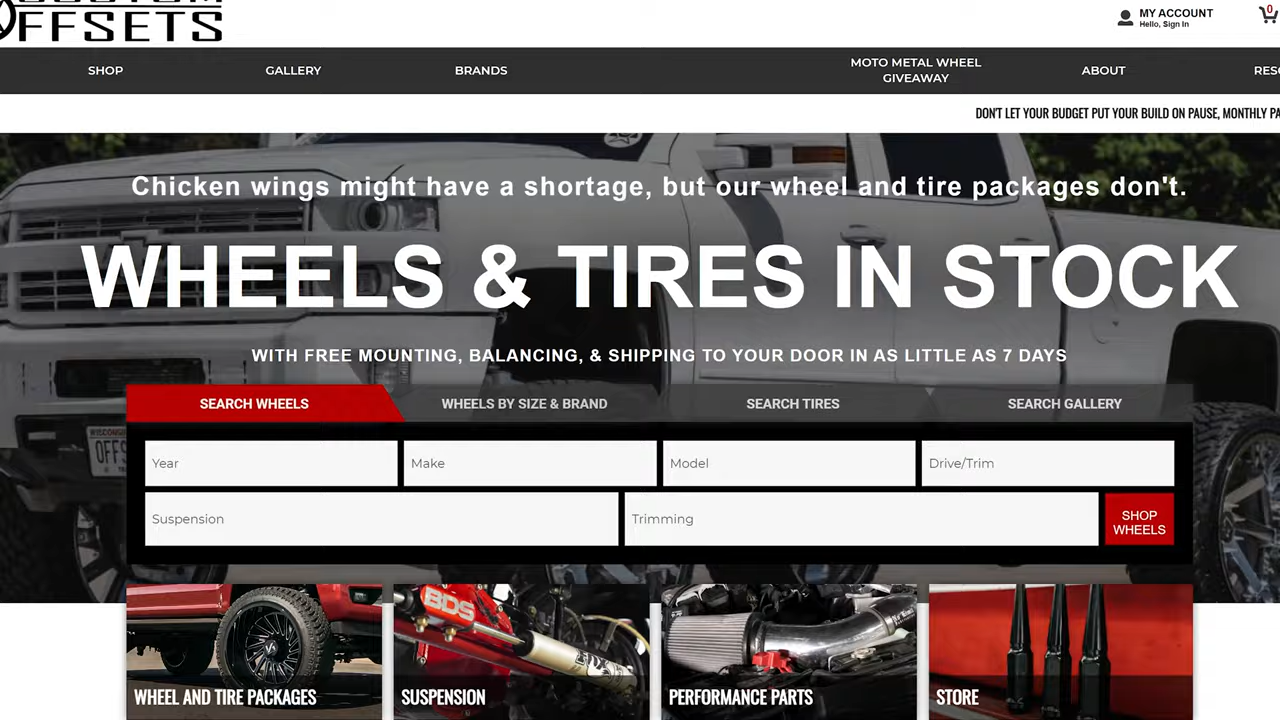 OFFSETS
MY ACCOUNT
Hello, Sign In
0
SHOP
GALLERY
BRANDS
MOTO METAL WHEEL
GIVEAWAY
ABOUT
DON'T LET YOUR BUDGET PUT YOUR BUILD ON PAUSE, MONTHLY
Chicken wings might have a shortage, but our wheel and tire packages don't.
WHEELS & TIRES IN STOCK
WITH FREE MOUNTING, BALANCING, & SHIPPING TO YOUR DOOR IN AS LITTLE AS 7 DAYS
SEARCH WHEELS
WHEELS BY SIZE & BRAND
SEARCH TIRES
SEARCH GALLERY
Year
Make
Model
Drive/Trim
Suspension
Trimming
SHOP
WHEELS
BDS
WHEEL AND TIRE PACKAGES
SUSPENSION
PERFORMANCE PARTS
STORE